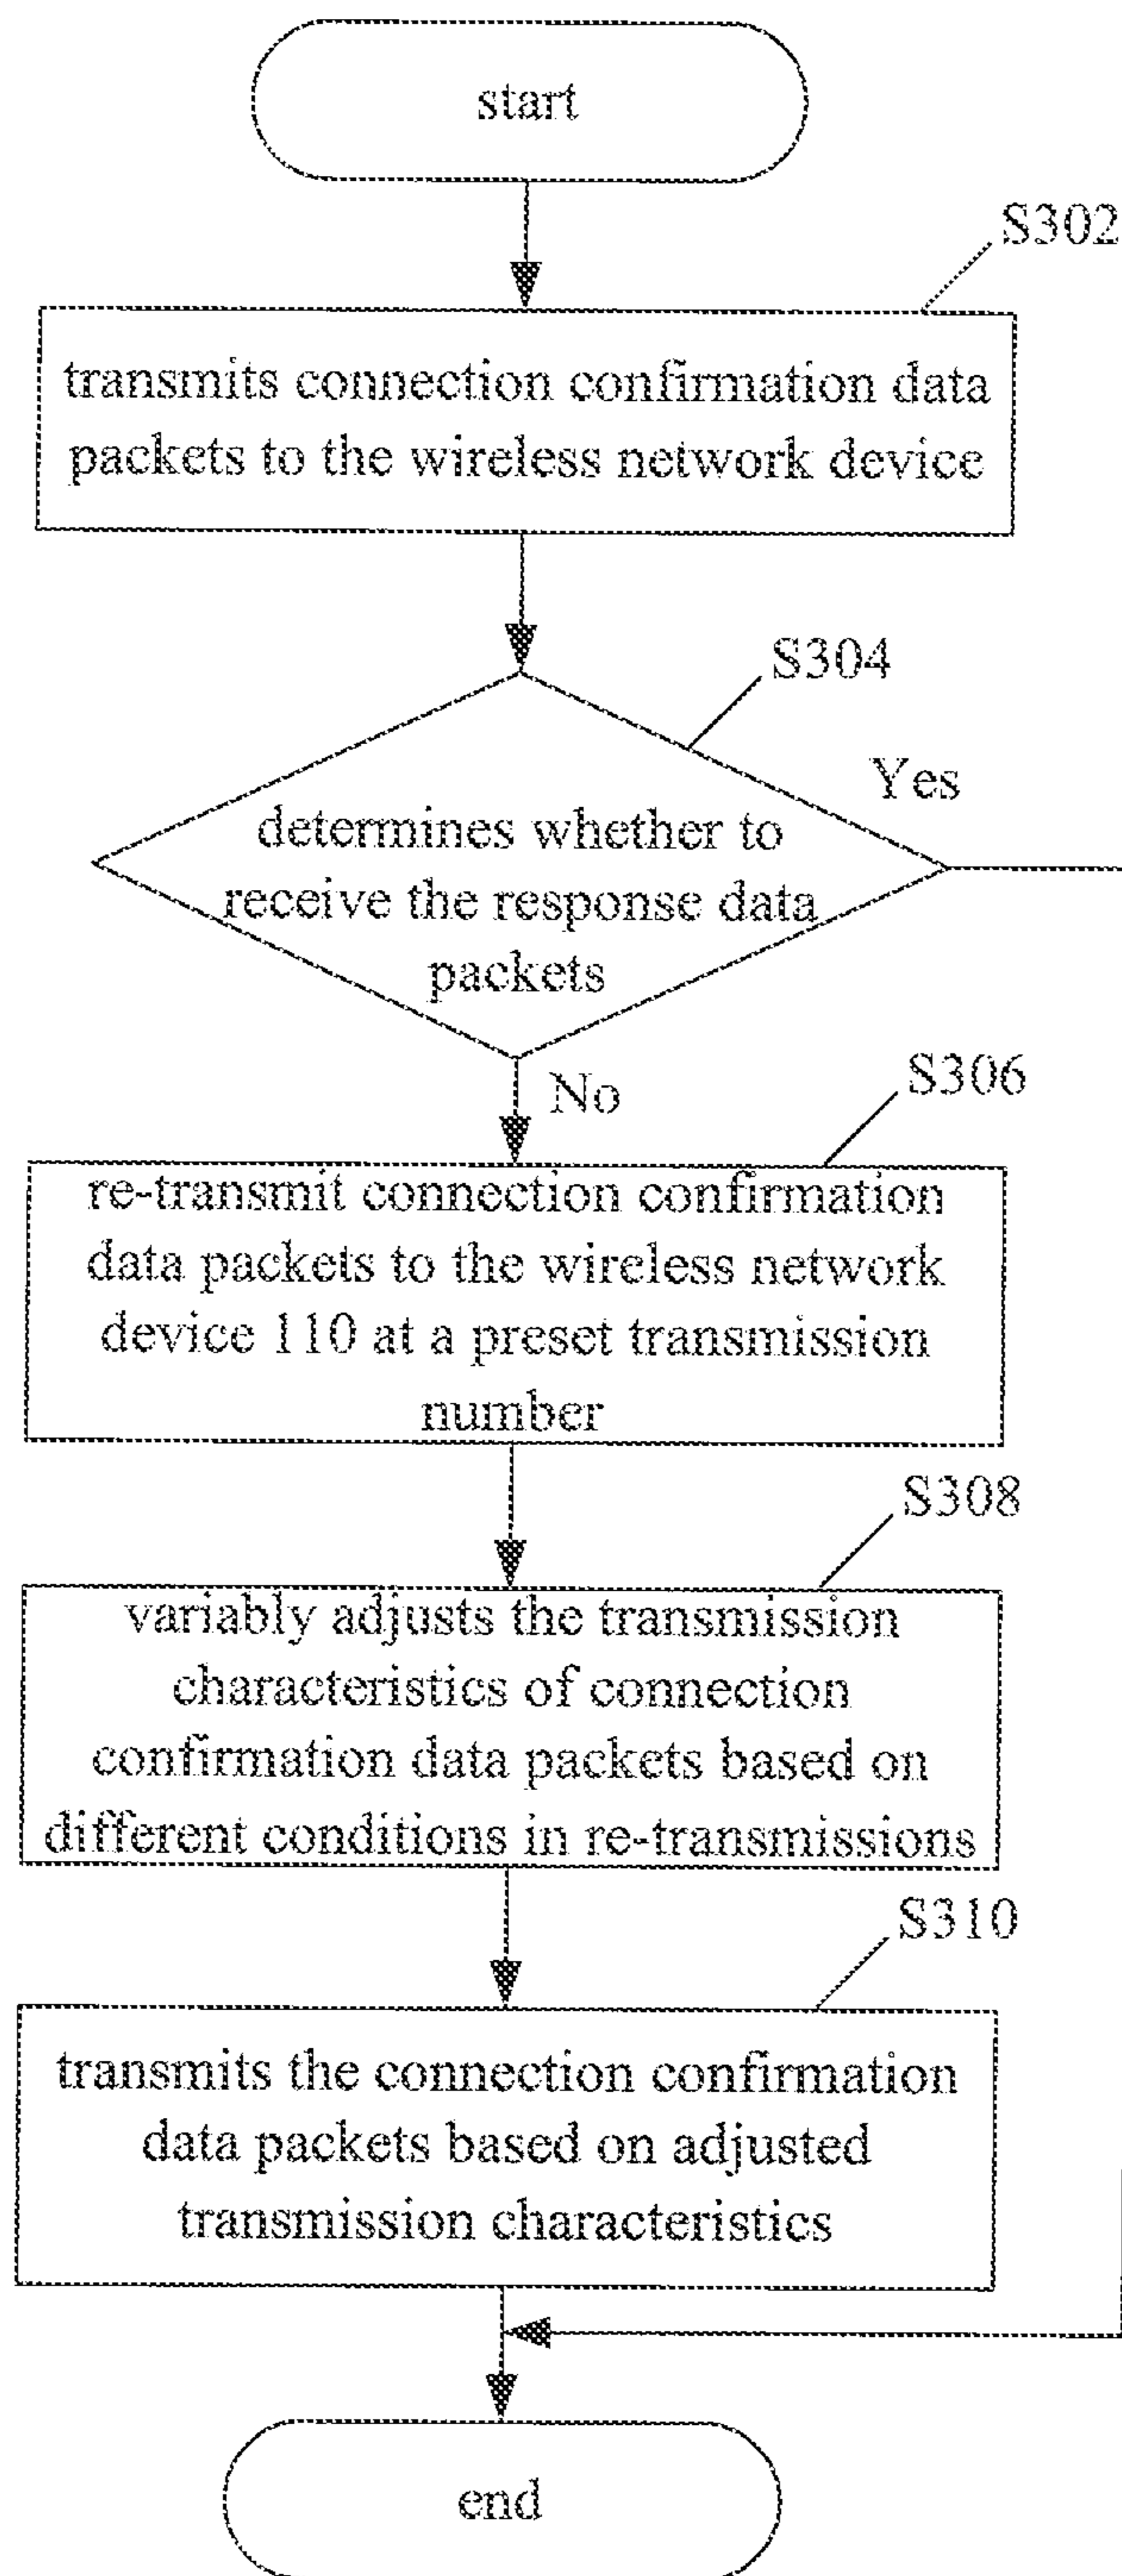 start
S302
transmits connection confirmation data
packets to the wireless network device
S304
Yes
determines whether to
receive the response data
packets
No
S306
re-transmit connection confirmation
data packets to the wireless network
device 110 at a preset transmission
number
S308
variably adjusts the transmission
characteristics of connection
confirmation data packets based on
different conditions in re-transmissions
S310
transmits the connection confirmation
data packets based on adjusted
transmission characteristics
end